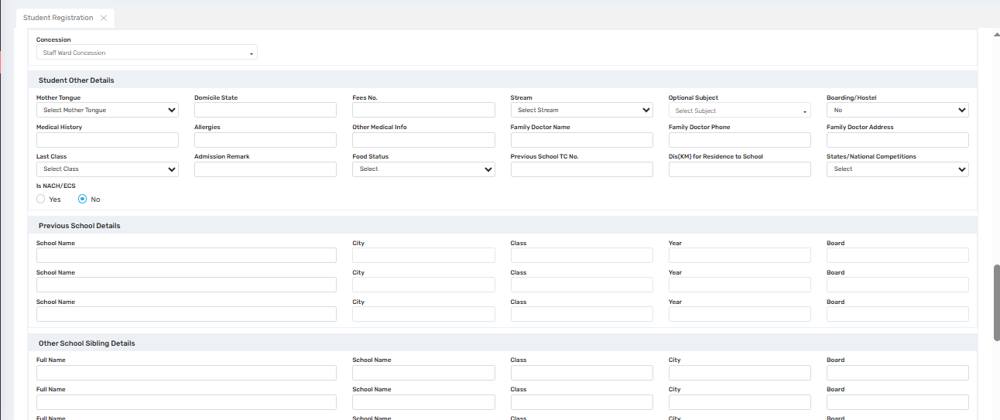 Student Registration
Concession
Staff Ward Concession
Student Other Details
Mother Tongue Domicile State Fees No. Stream Optional Subject Boarding/Hostel
Select Mother Tongue Select Stream Select Subject No
Medical History Allergies Other Medical Info Family Doctor Name Family Doctor Phone Family Doctor Address
Last Class Admission Remark Food Status Previous School TC No. Dis(KM) for Residence to School States/National Competitions
Select Class Select Select
Is NACH/ECS
Yes No
Previous School Details
School Name City Class Year Board
School Name City Class Year Board
School Name City Class Year Board
Other School Sibling Details
Full Name School Name Class City Board
Full Name School Name Class City Board
Full Name School Name Class City Board